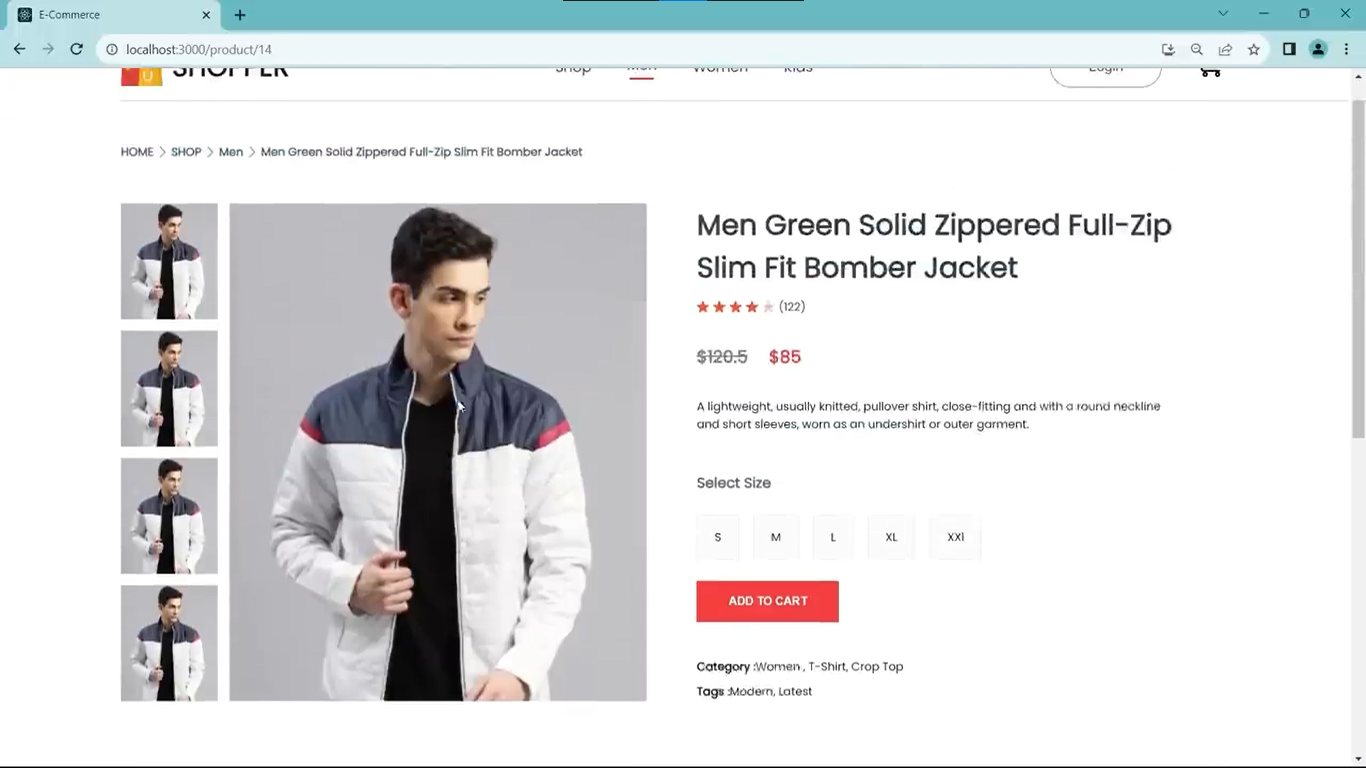 E-Commerce
localhost:3000/product/14
SHOPPER
Shop Men Women Kids Login
HOME SHOP Men Men Green Solid Zippered Full-Zip Slim Fit Bomber Jacket
Men Green Solid Zippered Full-Zip
Slim Fit Bomber Jacket
(122)
$120.5 $85
A lightweight, usually knitted, pullover shirt, close-fitting and with a round neckline
and short sleeves, worn as an undershirt or outer garment.
Select Size
S M L XL XXl
ADD TO CART
Category :Women , T-Shirt, Crop Top
Tags :Modern, Latest